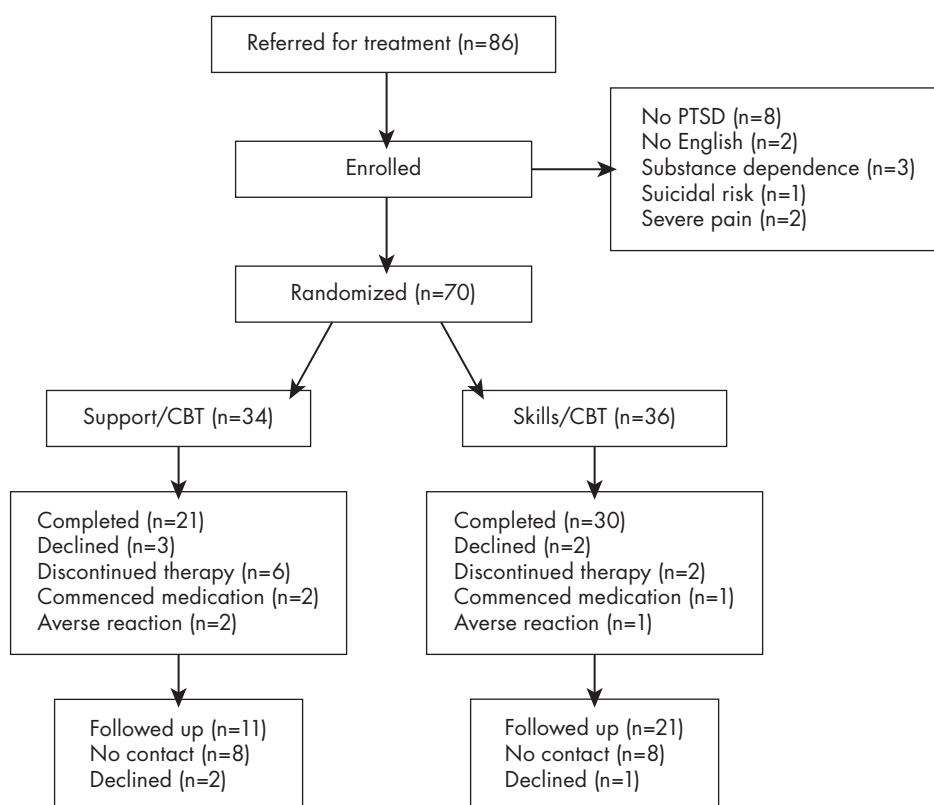 Referred for treatment (n=86)
No PTSD (n=8)
No English (n=2)
Substance dependence (n=3)
Suicidal risk (n=1)
Severe pain (n=2)
Enrolled
Randomized (n=70)
Support/CBT (n=34)
Skills/CBT (n=36)
Completed (n=21)
Declined (n=3)
Discontinued therapy (n=6)
Commenced medication (n=2)
Averse reaction (n=2)
Completed (n=30)
Declined (n=2)
Discontinued therapy (n=2)
Commenced medication (n=1)
Averse reaction (n=1)
Followed up (n=11)
No contact (n=8)
Declined (n=2)
Followed up (n=21)
No contact (n=8)
Declined (n=1)